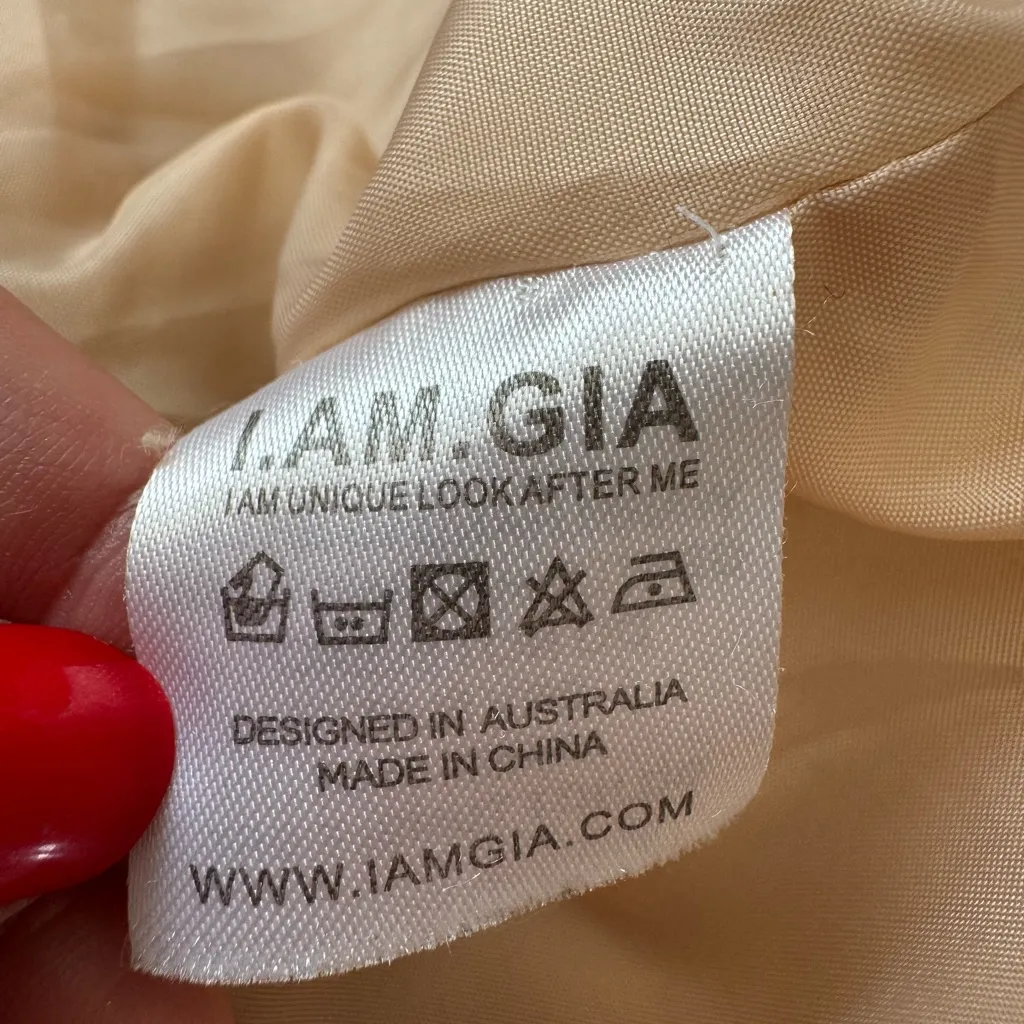 I.AM.GIA
I AM UNIQUE LOOK AFTER ME
DESIGNED IN AUSTRALIA
MADE IN CHINA
WWW.IAMGIA.COM